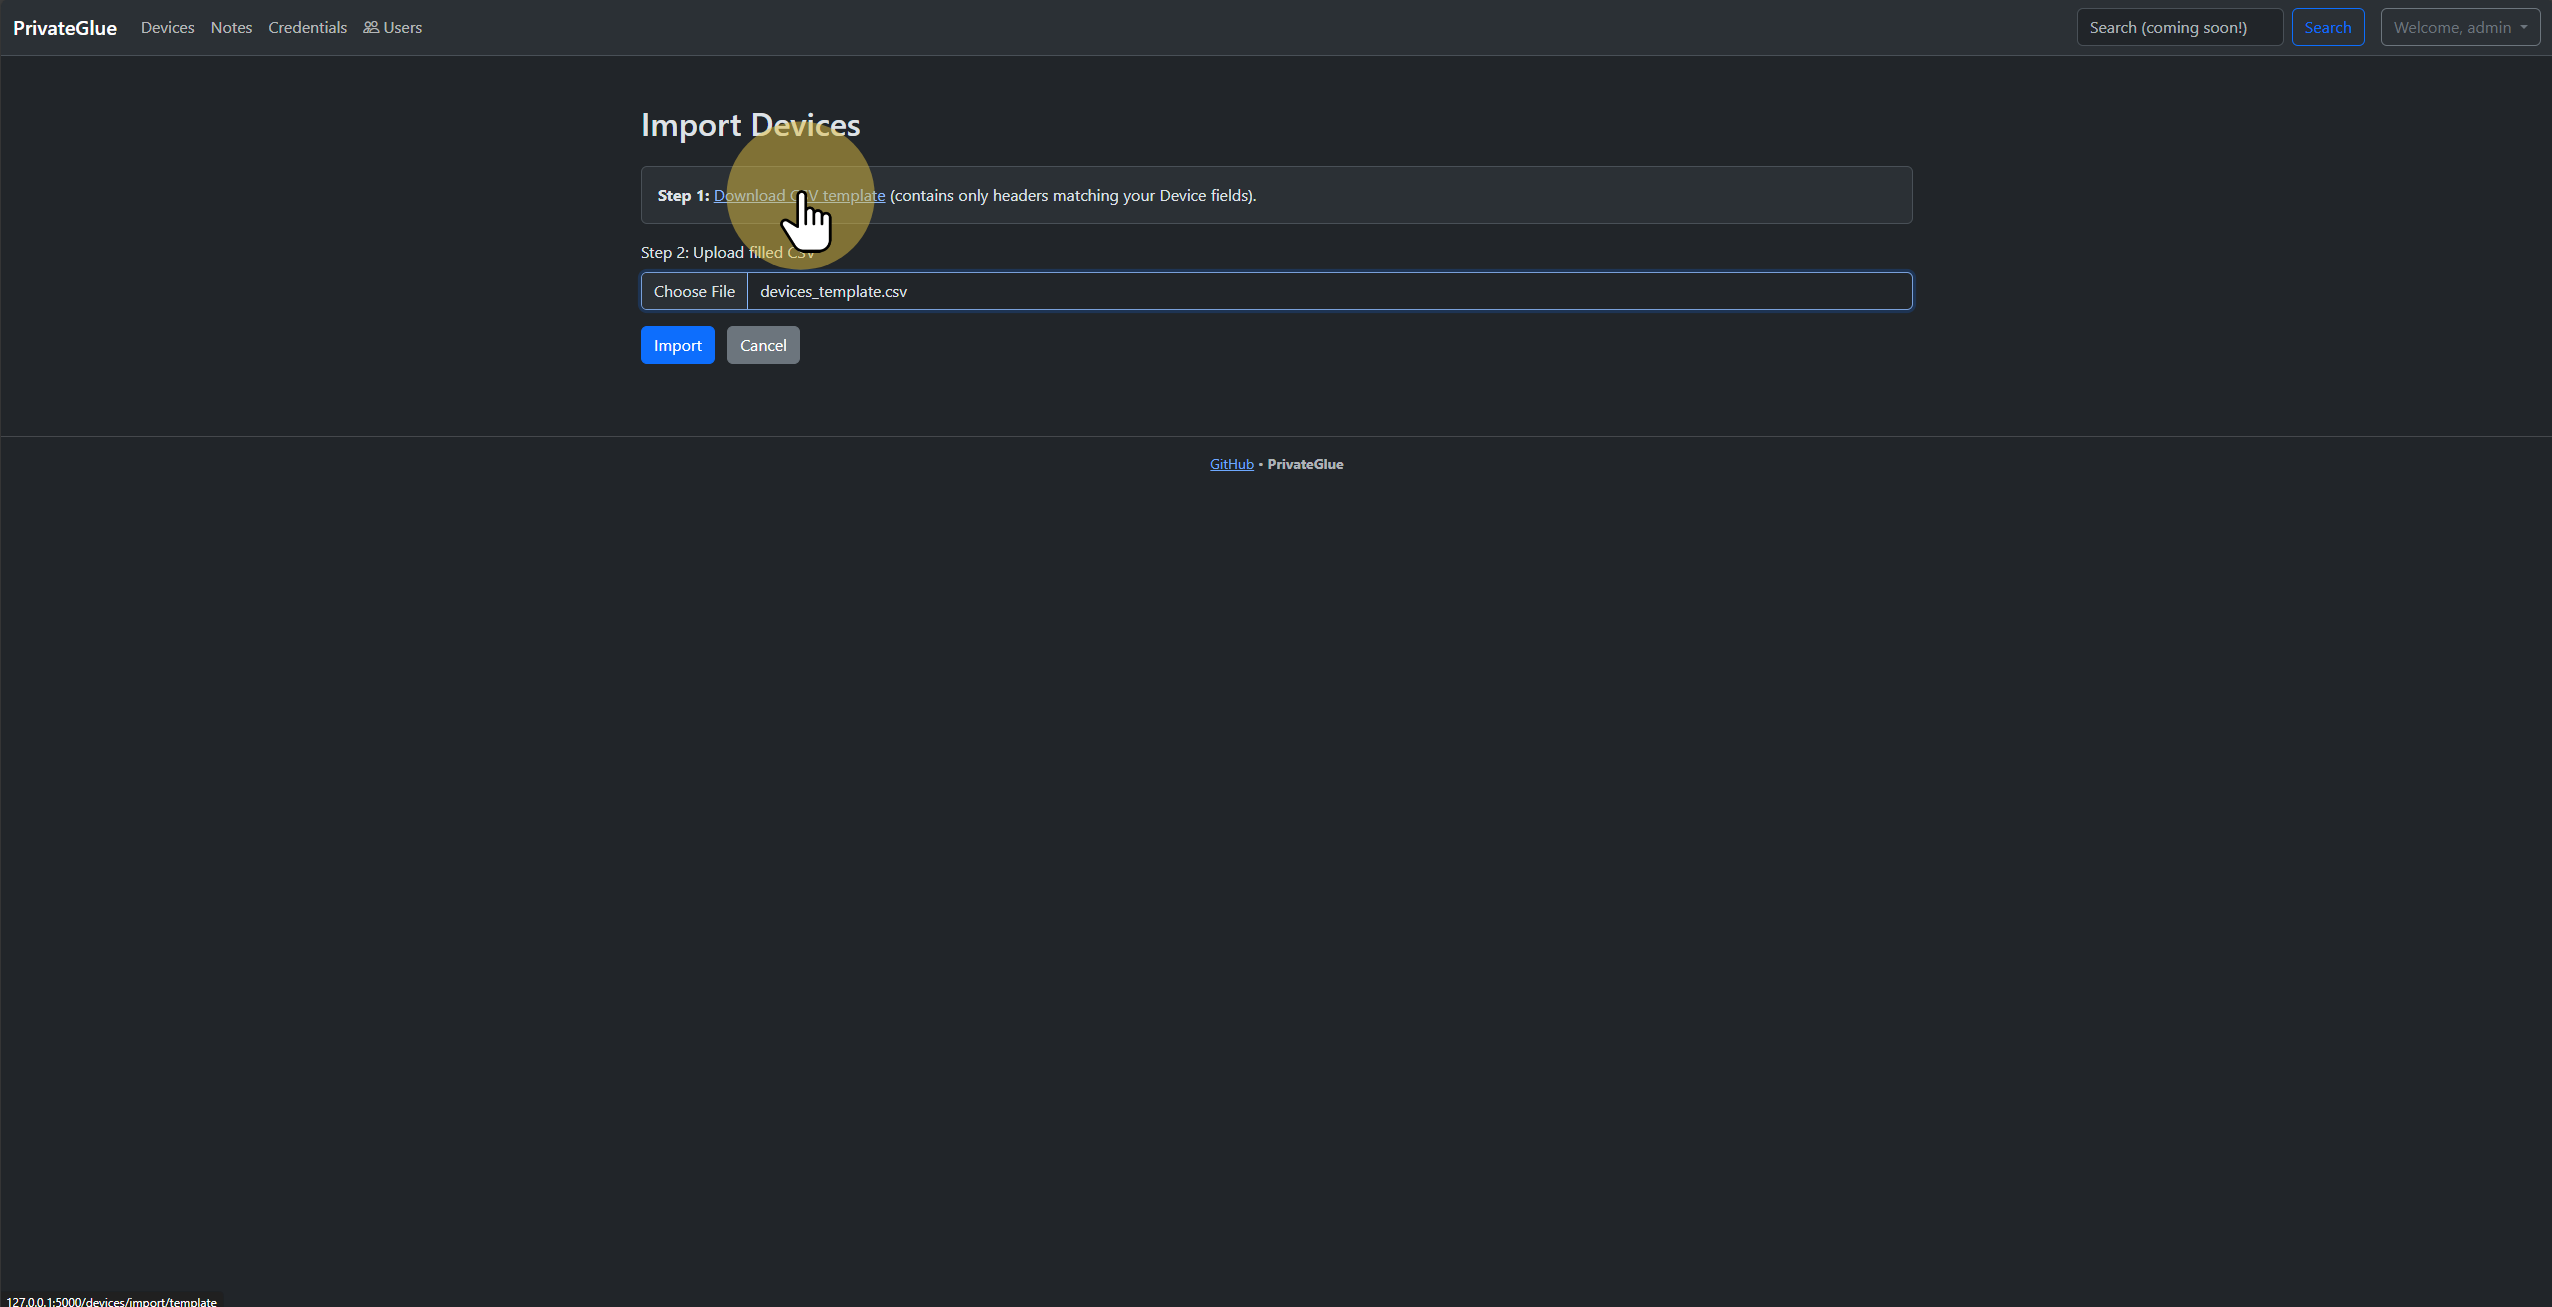 PrivateGlue Devices Notes Credentials Users Search (coming soon!) Search Welcome, admin
Import Devices
Step 1: Download CSV template (contains only headers matching your Device fields).
Step 2: Upload filled CSV
Choose File devices_template.csv
Import Cancel
GitHub • PrivateGlue
127.0.0.1:5000/devices/import/template